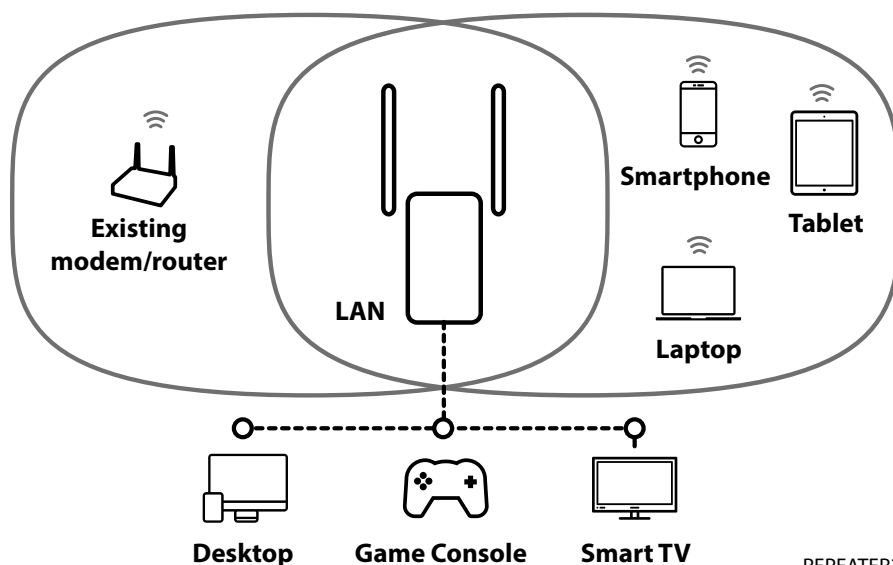 Smartphone
Tablet
Existing
modem/router
LAN
Laptop
Desktop
Game Console
Smart TV